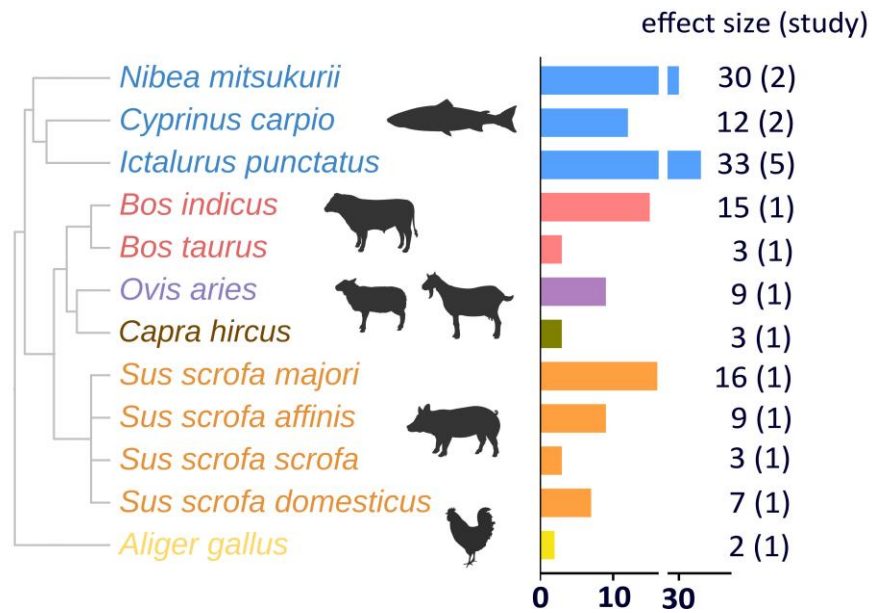 effect size (study)
Nibea mitsukurii 30 (2)
Cyprinus carpio 12 (2)
Ictalurus punctatus 33 (5)
Bos indicus 15 (1)
Bos taurus 3 (1)
Ovis aries 9 (1)
Capra hircus 3 (1)
Sus scrofa majori 16 (1)
Sus scrofa affinis 9 (1)
Sus scrofa scrofa 3 (1)
Sus scrofa domesticus 7 (1)
Aliger gallus 2 (1)
0 10 30